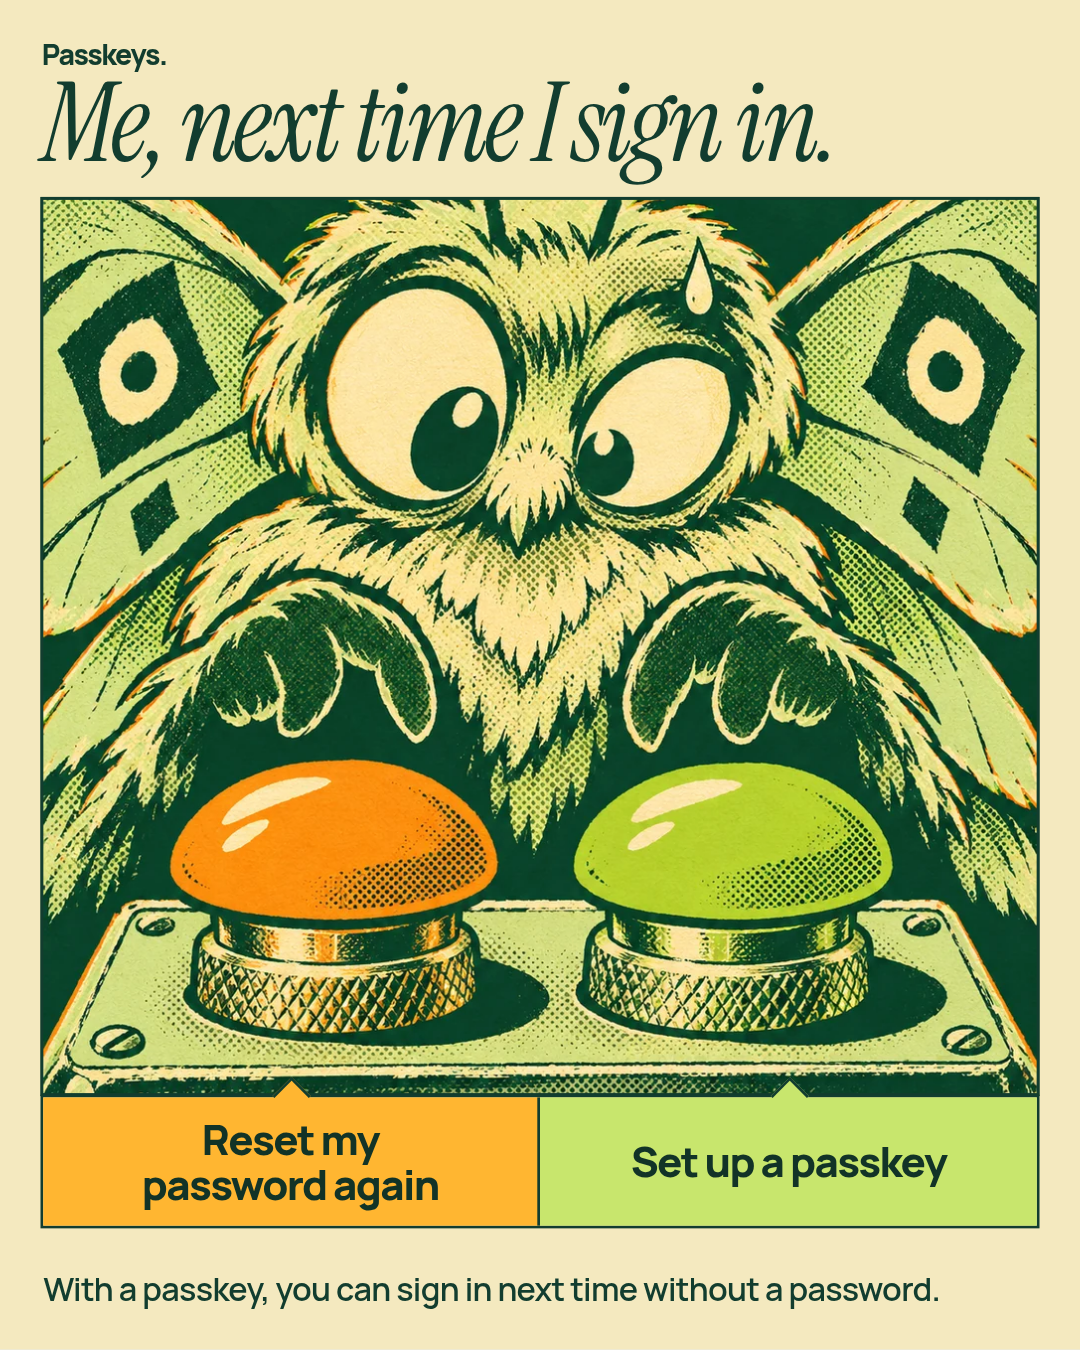 Passkeys.
Me, next time I sign in.
Reset my
password again
Set up a passkey
With a passkey, you can sign in next time without a password.